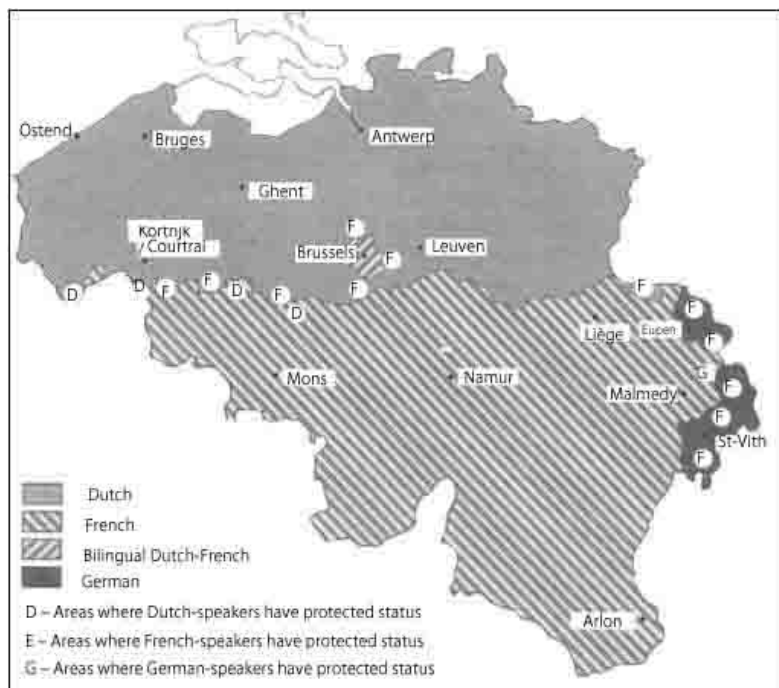 Ostend
Bruges
Antwerp
Ghent
Kortrijk
/ Courtrai
F
Brussels
F
Leuven
D
D
F
F
D
F
D
F
F
F
Liège
Eupen
F
Mons
Namur
G
F
Malmedy
F
St-Vith
F
Dutch
French
Bilingual Dutch-French
German
D – Areas where Dutch-speakers have protected status
E – Areas where French-speakers have protected status
G – Areas where German-speakers have protected status
Arlon